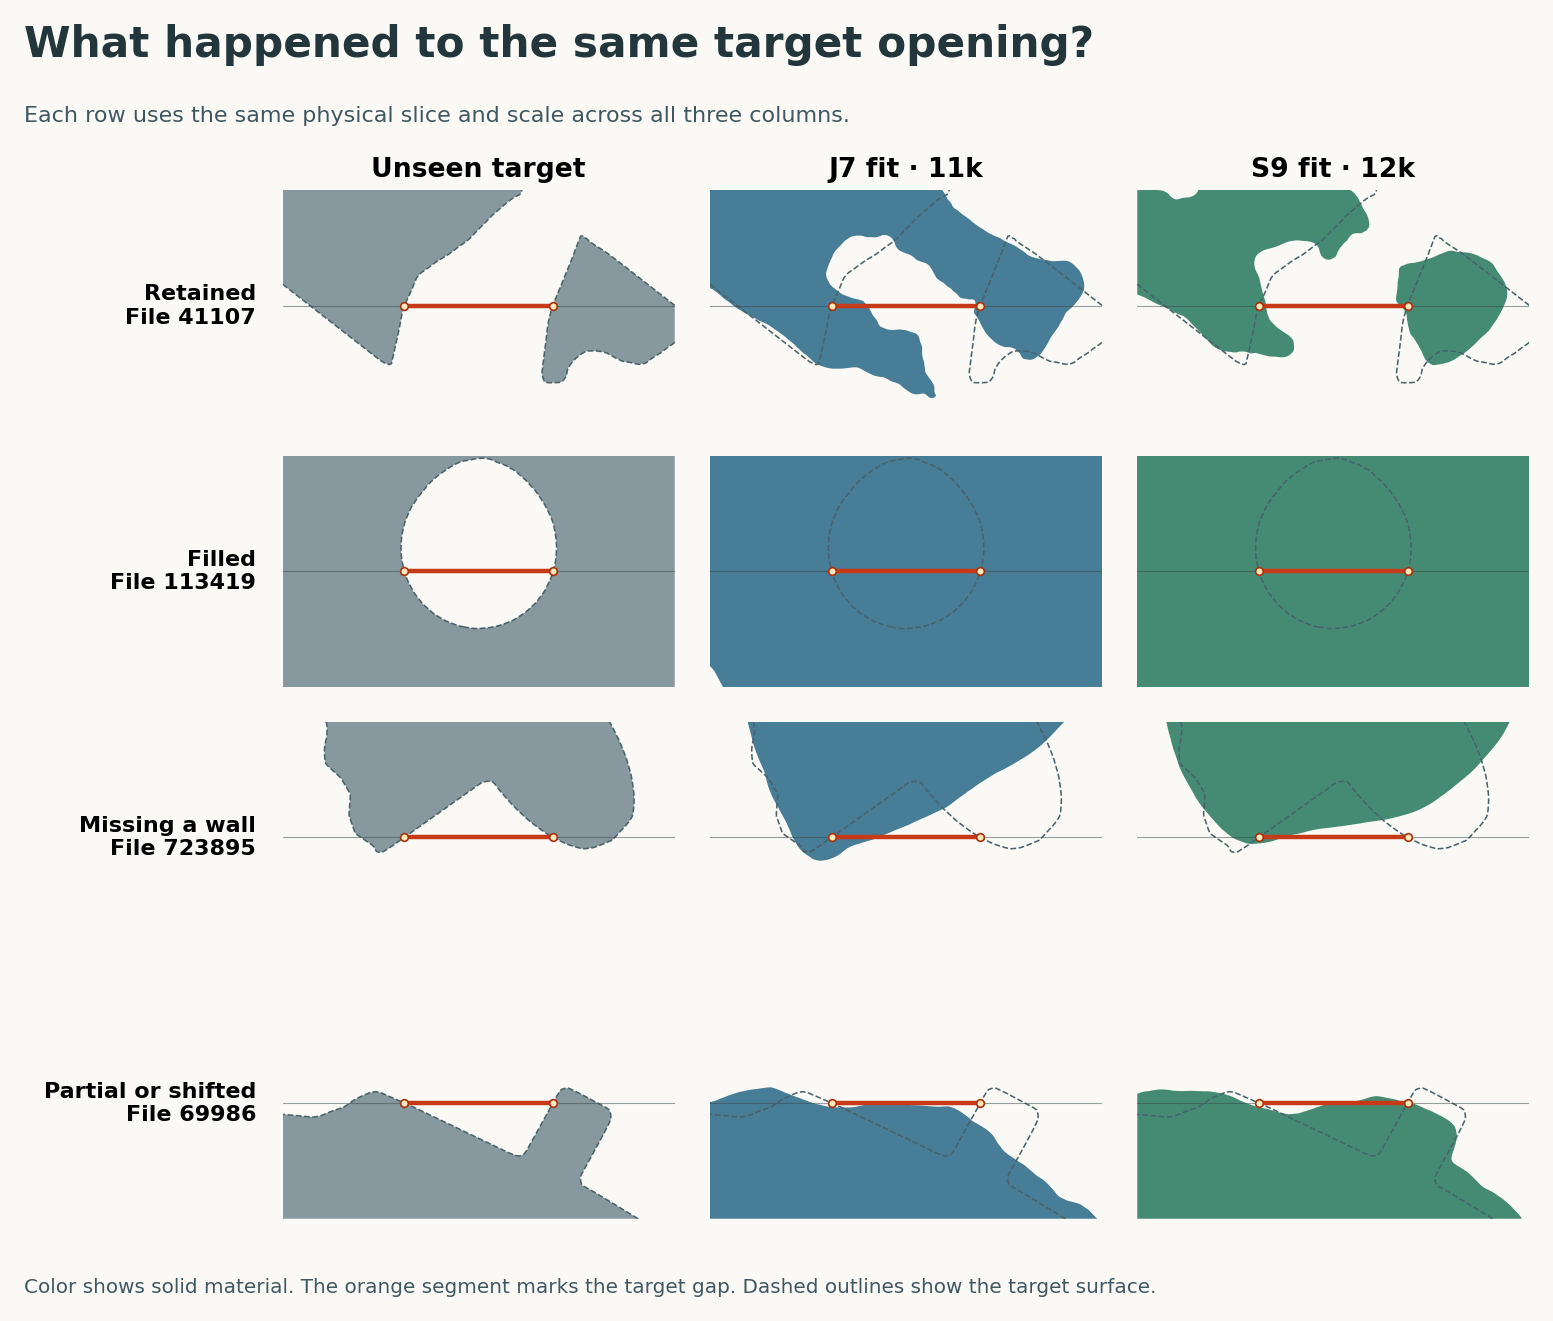 What happened to the same target opening?
Each row uses the same physical slice and scale across all three columns.
Unseen target
J7 fit · 11k
S9 fit · 12k
Retained
File 41107
Filled
File 113419
Missing a wall
File 723895
Partial or shifted
File 69986
Color shows solid material. The orange segment marks the target gap. Dashed outlines show the target surface.